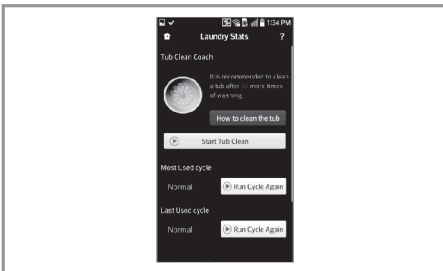 1:34 PM
Laundry Stats ?
Tub Clean Coach
It is recommended to clean
a tub after more times
of washing.
How to clean the tub
Start Tub Clean
Most Used cycle
Normal Run Cycle Again
Last Used cycle
Normal Run Cycle Again